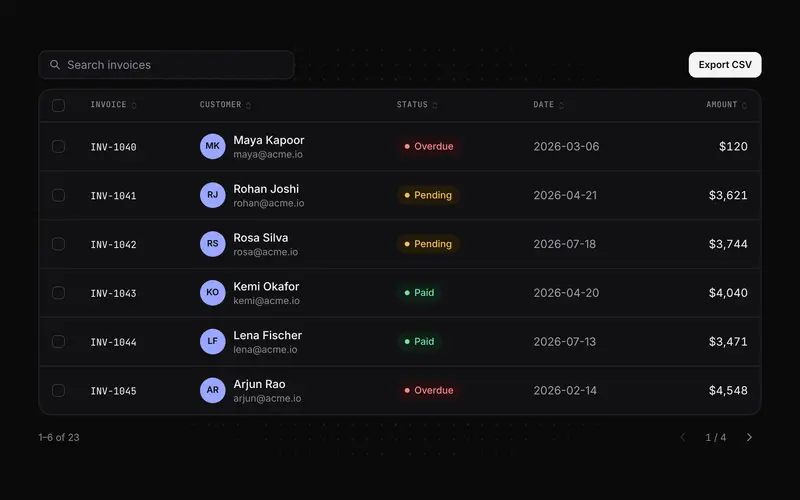 Search invoices
Export CSV
INVOICE CUSTOMER STATUS DATE AMOUNT
INV-1040 MK Maya Kapoor maya@acme.io Overdue 2026-03-06 $120
INV-1041 RJ Rohan Joshi rohan@acme.io Pending 2026-04-21 $3,621
INV-1042 RS Rosa Silva rosa@acme.io Pending 2026-07-18 $3,744
INV-1043 KO Kemi Okafor kemi@acme.io Paid 2026-04-20 $4,040
INV-1044 LF Lena Fischer lena@acme.io Paid 2026-07-13 $3,471
INV-1045 AR Arjun Rao arjun@acme.io Overdue 2026-02-14 $4,548
1–6 of 23
1 / 4